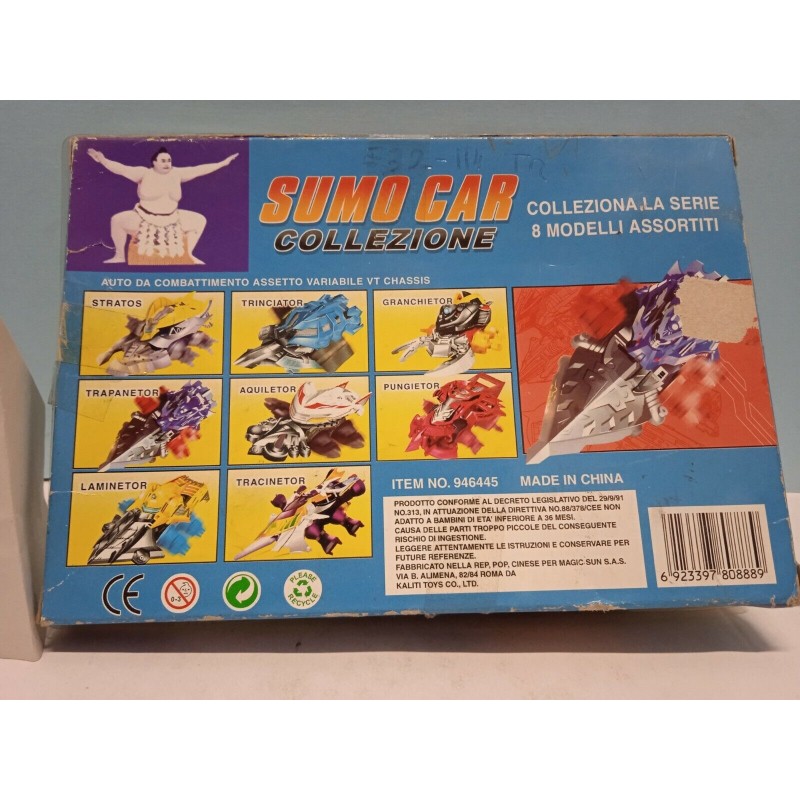 SUMO CAR
COLLEZIONE
COLLEZIONA LA SERIE
8 MODELLI ASSORTITI
AUTO DA COMBATTIMENTO ASSETTO VARIABILE VT CHASSIS
STRATOS
TRINCIATOR
GRANCHIETOR
TRAPANETOR
AQUILETOR
PUNGIETOR
LAMINETOR
TRACINETOR
ITEM NO. 946445 MADE IN CHINA
PRODOTTO CONFORME AL DECRETO LEGISLATIVO DEL 29/9/91
NO.313, IN ATTUAZIONE DELLA DIRETTIVA NO.88/378/CEE NON
ADATTO A BAMBINI DI ETA' INFERIORE A 36 MESI.
CAUSA DELLE PARTI TROPPO PICCOLE DEL CONSEGUENTE
RISCHIO DI INGESTIONE.
LEGGERE ATTENTAMENTE LE ISTRUZIONI E CONSERVARE PER
FUTURE REFERENZE.
FABBRICATO NELLA REP, POP, CINESE PER MAGIC SUN S.A.S.
VIA B. ALIMENA, 82/84 ROMA DA
KALITI TOYS CO., LTD.
6 923397 808889
CE
0-3
PLEASE
RECYCLE